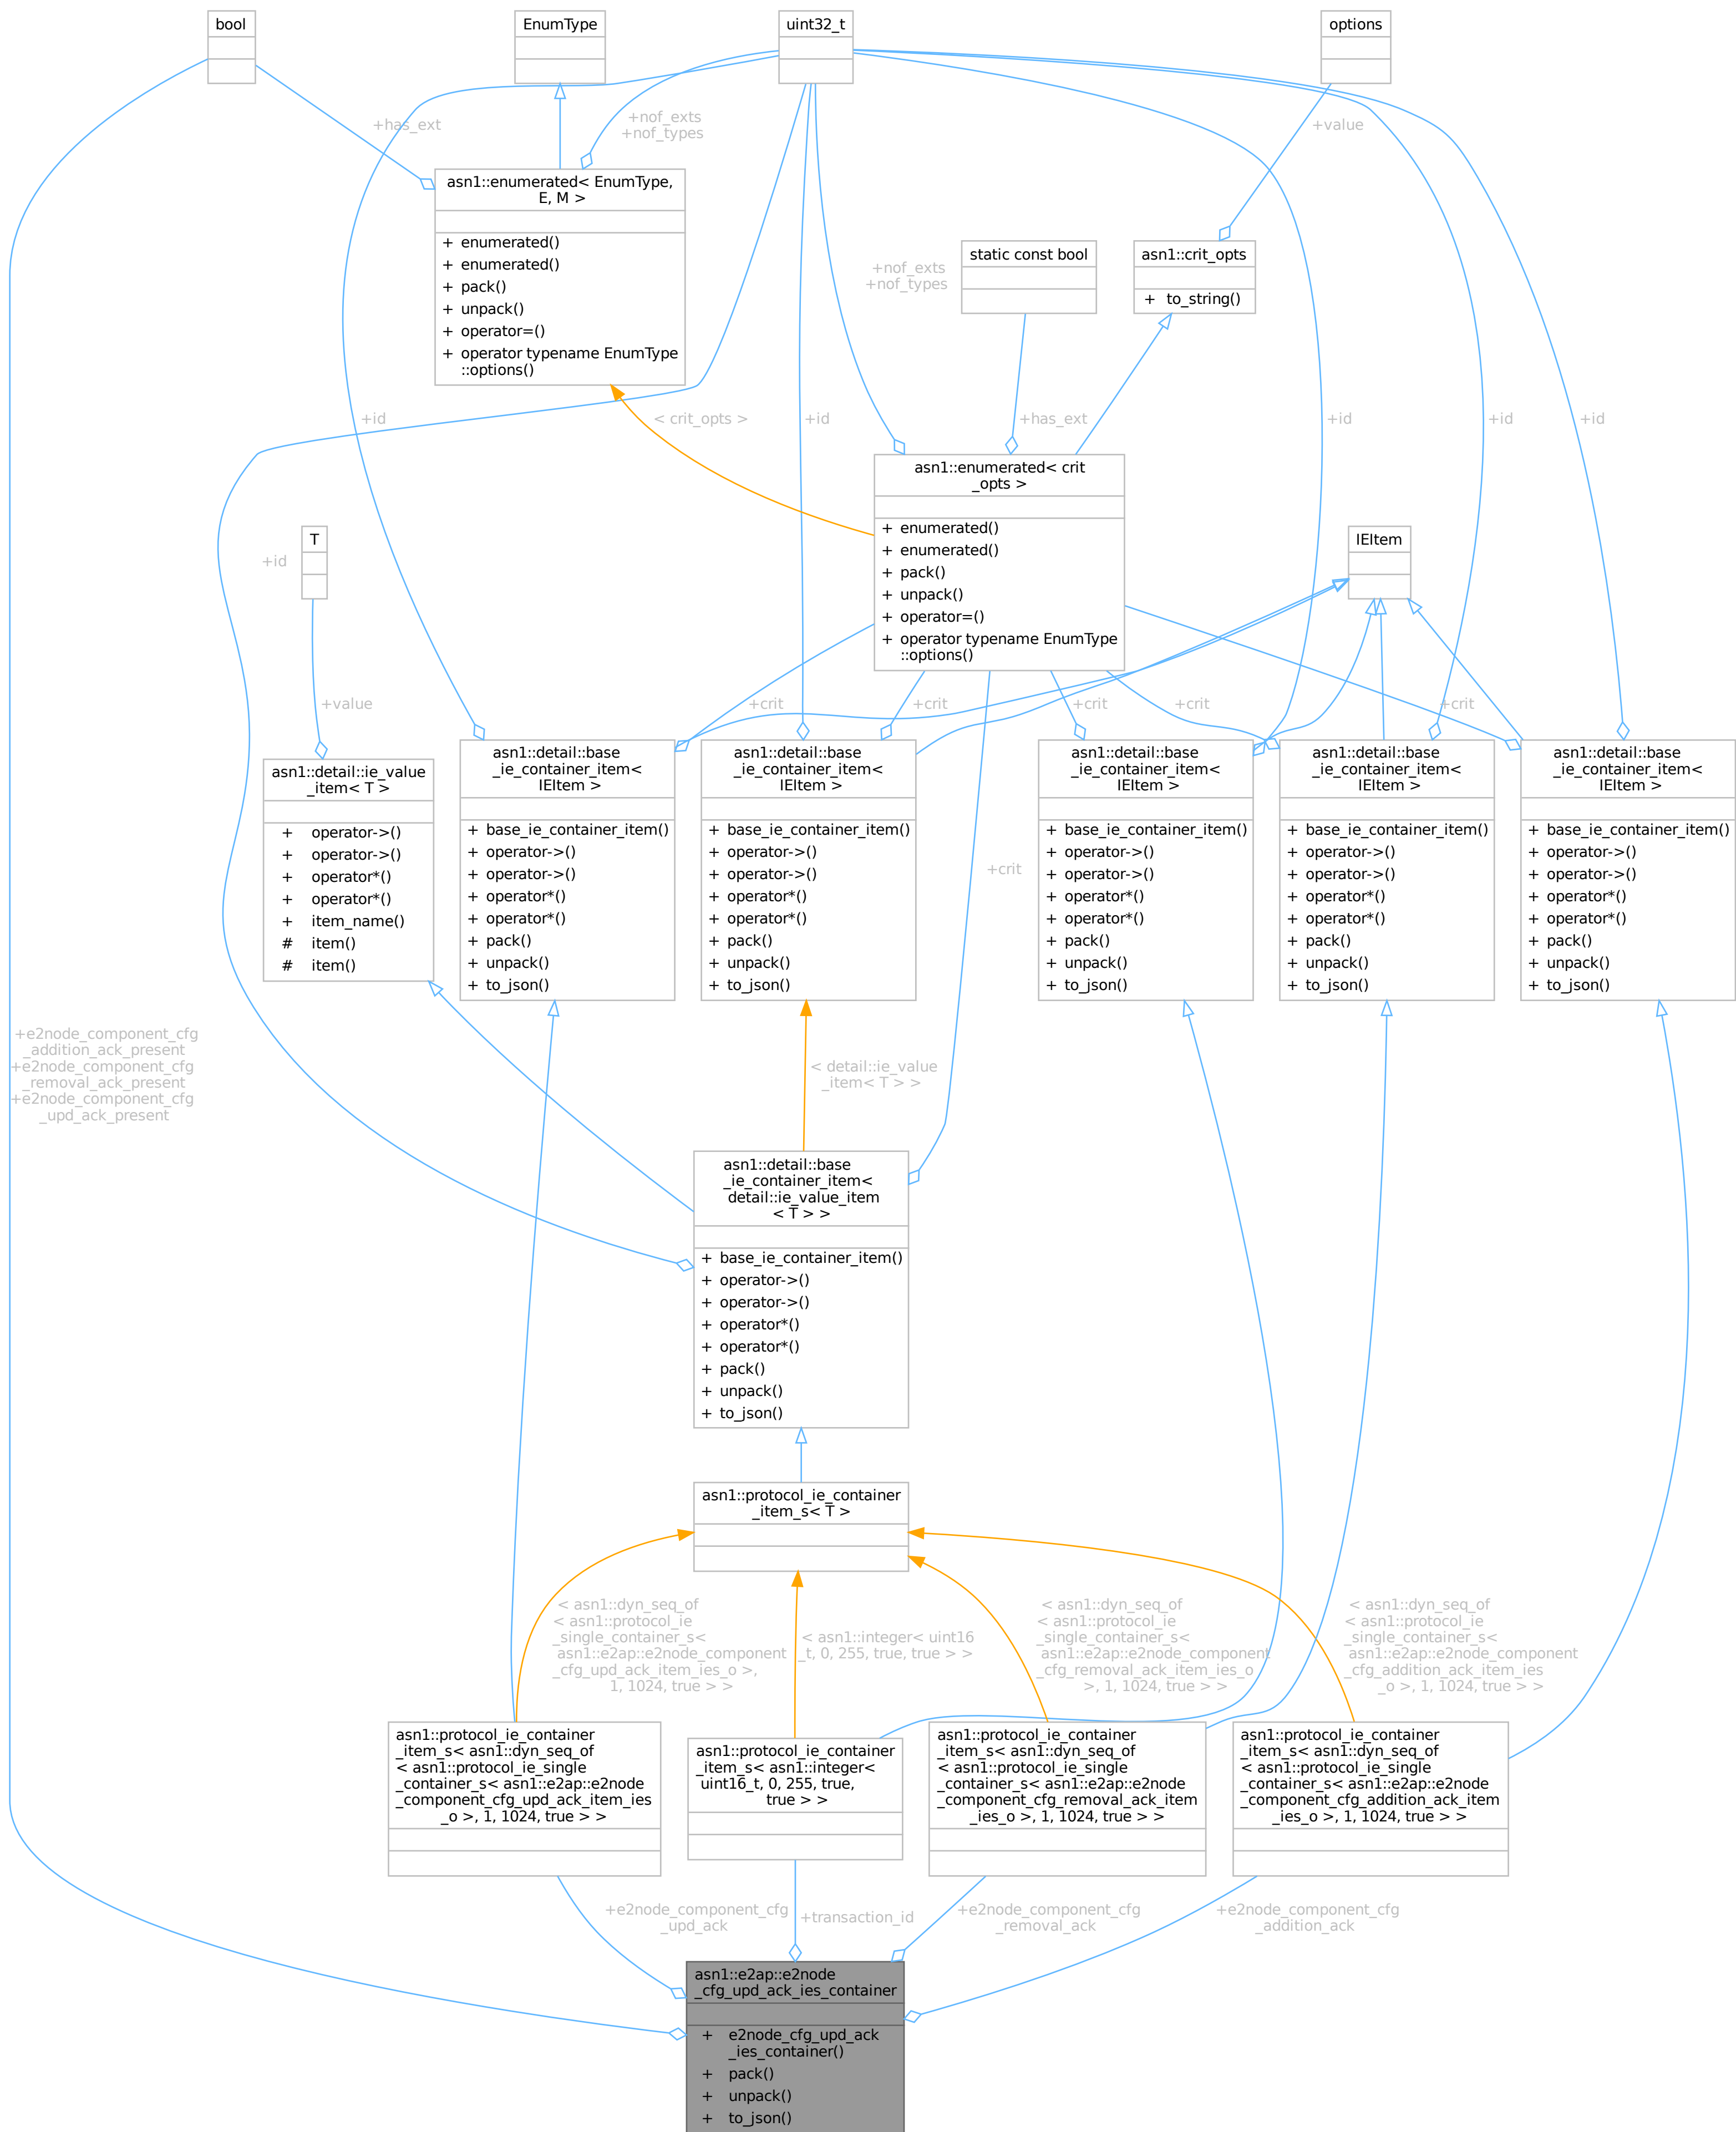 bool
EnumType
uint32_t
options
+has_ext
+nof_exts
+nof_types
+value
asn1::enumerated< EnumType,
E, M >
+ enumerated()
+ enumerated()
+ pack()
+ unpack()
+ operator=()
+ operator typename EnumType
::options()
+nof_exts
+nof_types
static const bool
asn1::crit_opts
+ to_string()
+id
< crit_opts >
+id
+has_ext
+id
+id
+id
asn1::enumerated< crit
_opts >
+ enumerated()
+ enumerated()
+ pack()
+ unpack()
+ operator=()
+ operator typename EnumType
::options()
+id
T
IEItem
+value
+crit
+crit
+crit
+crit
+crit
asn1::detail::ie_value
_item< T >
+ operator->()
+ operator->()
+ operator*()
+ operator*()
+ item_name()
# item()
# item()
asn1::detail::base
_ie_container_item<
IEItem >
+ base_ie_container_item()
+ operator->()
+ operator->()
+ operator*()
+ operator*()
+ pack()
+ unpack()
+ to_json()
asn1::detail::base
_ie_container_item<
IEItem >
+ base_ie_container_item()
+ operator->()
+ operator->()
+ operator*()
+ operator*()
+ pack()
+ unpack()
+ to_json()
+crit
asn1::detail::base
_ie_container_item<
IEItem >
+ base_ie_container_item()
+ operator->()
+ operator->()
+ operator*()
+ operator*()
+ pack()
+ unpack()
+ to_json()
asn1::detail::base
_ie_container_item<
IEItem >
+ base_ie_container_item()
+ operator->()
+ operator->()
+ operator*()
+ operator*()
+ pack()
+ unpack()
+ to_json()
asn1::detail::base
_ie_container_item<
IEItem >
+ base_ie_container_item()
+ operator->()
+ operator->()
+ operator*()
+ operator*()
+ pack()
+ unpack()
+ to_json()
+e2node_component_cfg
_addition_ack_present
+e2node_component_cfg
_removal_ack_present
+e2node_component_cfg
_upd_ack_present
< detail::ie_value
_item< T > >
asn1::detail::base
_ie_container_item<
detail::ie_value_item
< T > >
+ base_ie_container_item()
+ operator->()
+ operator->()
+ operator*()
+ operator*()
+ pack()
+ unpack()
+ to_json()
asn1::protocol_ie_container
_item_s< T >
< asn1::dyn_seq_of
< asn1::protocol_ie
_single_container_s<
asn1::e2ap::e2node_component
_cfg_upd_ack_item_ies_o >,
1, 1024, true > >
< asn1::integer< uint16
_t, 0, 255, true, true > >
< asn1::dyn_seq_of
< asn1::protocol_ie
_single_container_s<
asn1::e2ap::e2node_component
_cfg_removal_ack_item_ies_o
>, 1, 1024, true > >
< asn1::dyn_seq_of
< asn1::protocol_ie
_single_container_s<
asn1::e2ap::e2node_component
_cfg_addition_ack_item_ies
_o >, 1, 1024, true > >
asn1::protocol_ie_container
_item_s< asn1::dyn_seq_of
< asn1::protocol_ie_single
_container_s< asn1::e2ap::e2node
_component_cfg_upd_ack_item_ies
_o >, 1, 1024, true > >
asn1::protocol_ie_container
_item_s< asn1::integer<
uint16_t, 0, 255, true,
true > >
asn1::protocol_ie_container
_item_s< asn1::dyn_seq_of
< asn1::protocol_ie_single
_container_s< asn1::e2ap::e2node
_component_cfg_removal_ack_item
_ies_o >, 1, 1024, true > >
asn1::protocol_ie_container
_item_s< asn1::dyn_seq_of
< asn1::protocol_ie_single
_container_s< asn1::e2ap::e2node
_component_cfg_addition_ack_item
_ies_o >, 1, 1024, true > >
+e2node_component_cfg
_upd_ack
+transaction_id
+e2node_component_cfg
_removal_ack
+e2node_component_cfg
_addition_ack
asn1::e2ap::e2node
_cfg_upd_ack_ies_container
+ e2node_cfg_upd_ack
_ies_container()
+ pack()
+ unpack()
+ to_json()